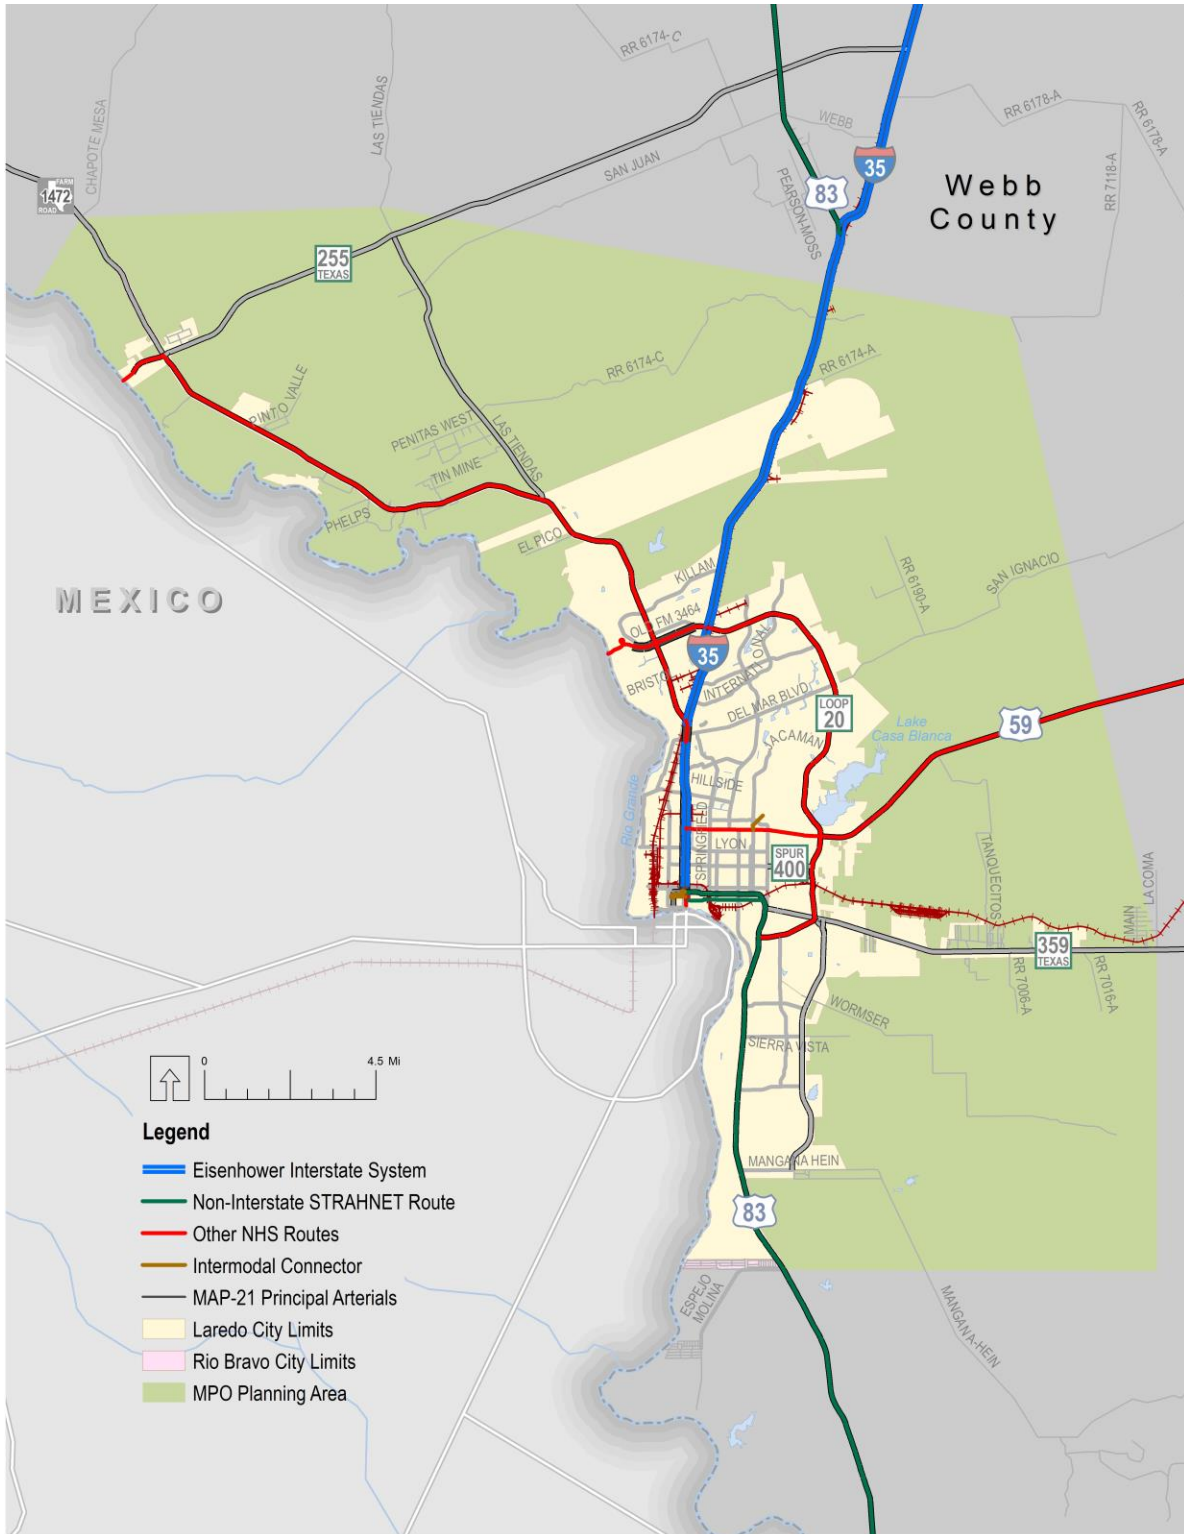 RR 6174-C
CHAPOTE MESA
LAS TIENDAS
WEBB
RR 6178-A
RR 6178-A
35
SAN JUAN
PEARSON-MOSS
83
Webb
County
RR 7118-A
FARM
1472
ROAD
255
TEXAS
RR 6174-C
RR 6174-A
PINTO VALLE
PENITAS WEST
LAS TIENDAS
TIN MINE
PHELPS
EL PICO
KILLAM
RR 6190-A
SAN IGNACIO
MEXICO
OLD FM 3464
35
INTERNATIONAL
BRISTOL
DEL MAR BLVD
LOOP
20
Lake
Casa Blanca
59
LACAMAN
HILLSIDE
Rio Grande
SPRINGFIELD
LYON
SPUR
400
TANQUECITOS
MAIN
LACOMA
359
TEXAS
RR 7006-A
RR 7016-A
WORMSER
SIERRA VISTA
0
4.5 Mi
Legend
Eisenhower Interstate System
Non-Interstate STRAHNET Route
Other NHS Routes
Intermodal Connector
MAP-21 Principal Arterials
Laredo City Limits
Rio Bravo City Limits
MPO Planning Area
MANGANA HEIN
83
ESPEJO
MOLINA
MANGANA-HEIN